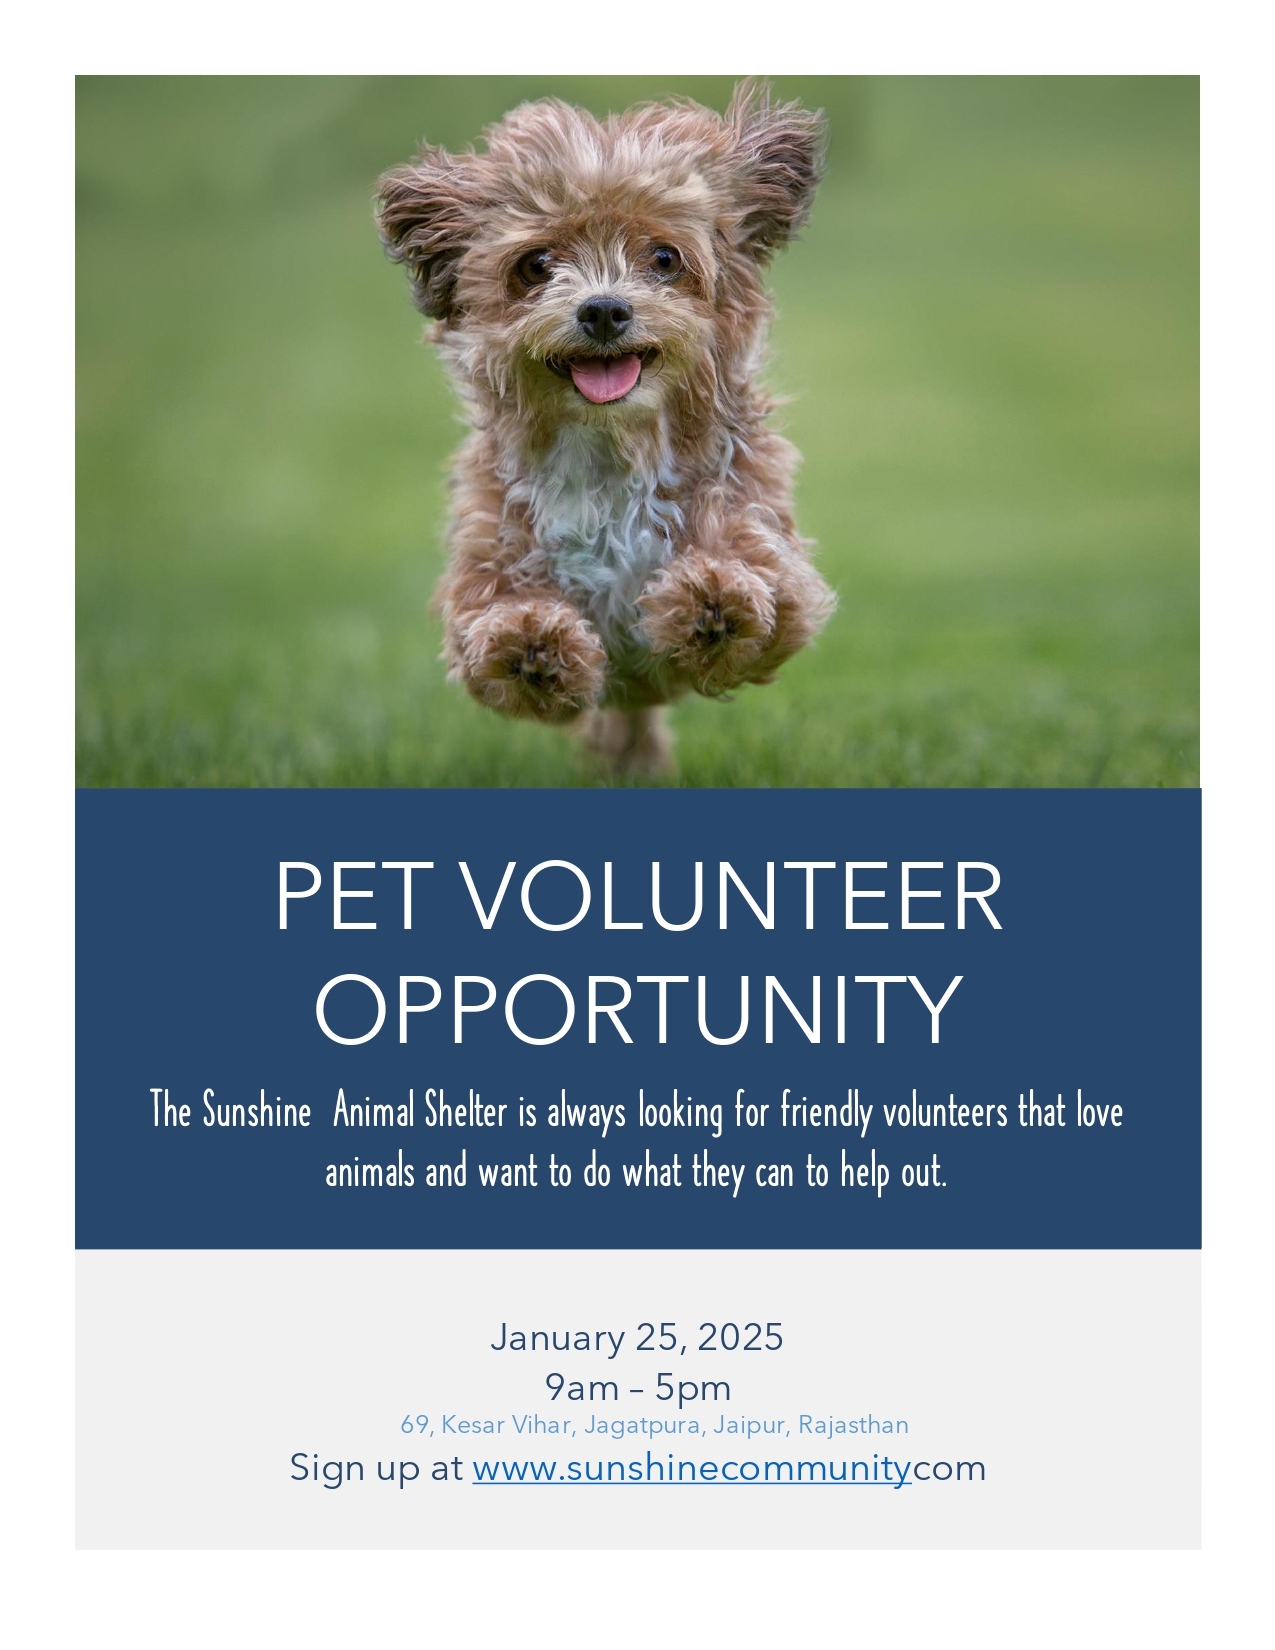 PET VOLUNTEER
OPPORTUNITY
The Sunshine  Animal Shelter is always looking for friendly volunteers that love
animals and want to do what they can to help out.
January 25, 2025
9am – 5pm
69, Kesar Vihar, Jagatpura, Jaipur, Rajasthan
Sign up at www.sunshinecommunitycom